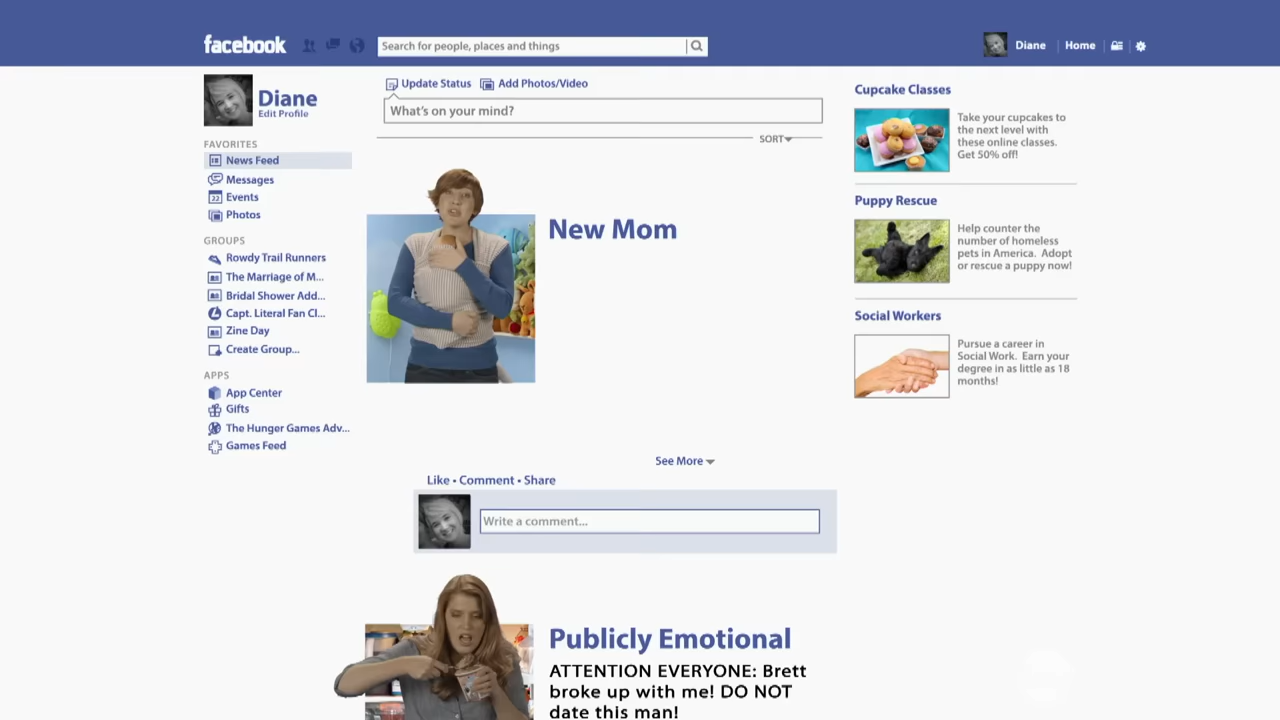 facebook
Search for people, places and things
Diane
Home
Diane
Edit Profile
FAVORITES
News Feed
Messages
Events
Photos
GROUPS
Rowdy Trail Runners
The Marriage of M...
Bridal Shower Add...
Capt. Literal Fan Cl...
Zine Day
Create Group...
APPS
App Center
Gifts
The Hunger Games Adv...
Games Feed
Update Status
Add Photos/Video
What's on your mind?
SORT
New Mom
See More
Like • Comment • Share
Write a comment...
Publicly Emotional
ATTENTION EVERYONE: Brett
broke up with me! DO NOT
date this man!
Cupcake Classes
Take your cupcakes to
the next level with
these online classes.
Get 50% off!
Puppy Rescue
Help counter the
number of homeless
pets in America. Adopt
or rescue a puppy now!
Social Workers
Pursue a career in
Social Work. Earn your
degree in as little as 18
months!